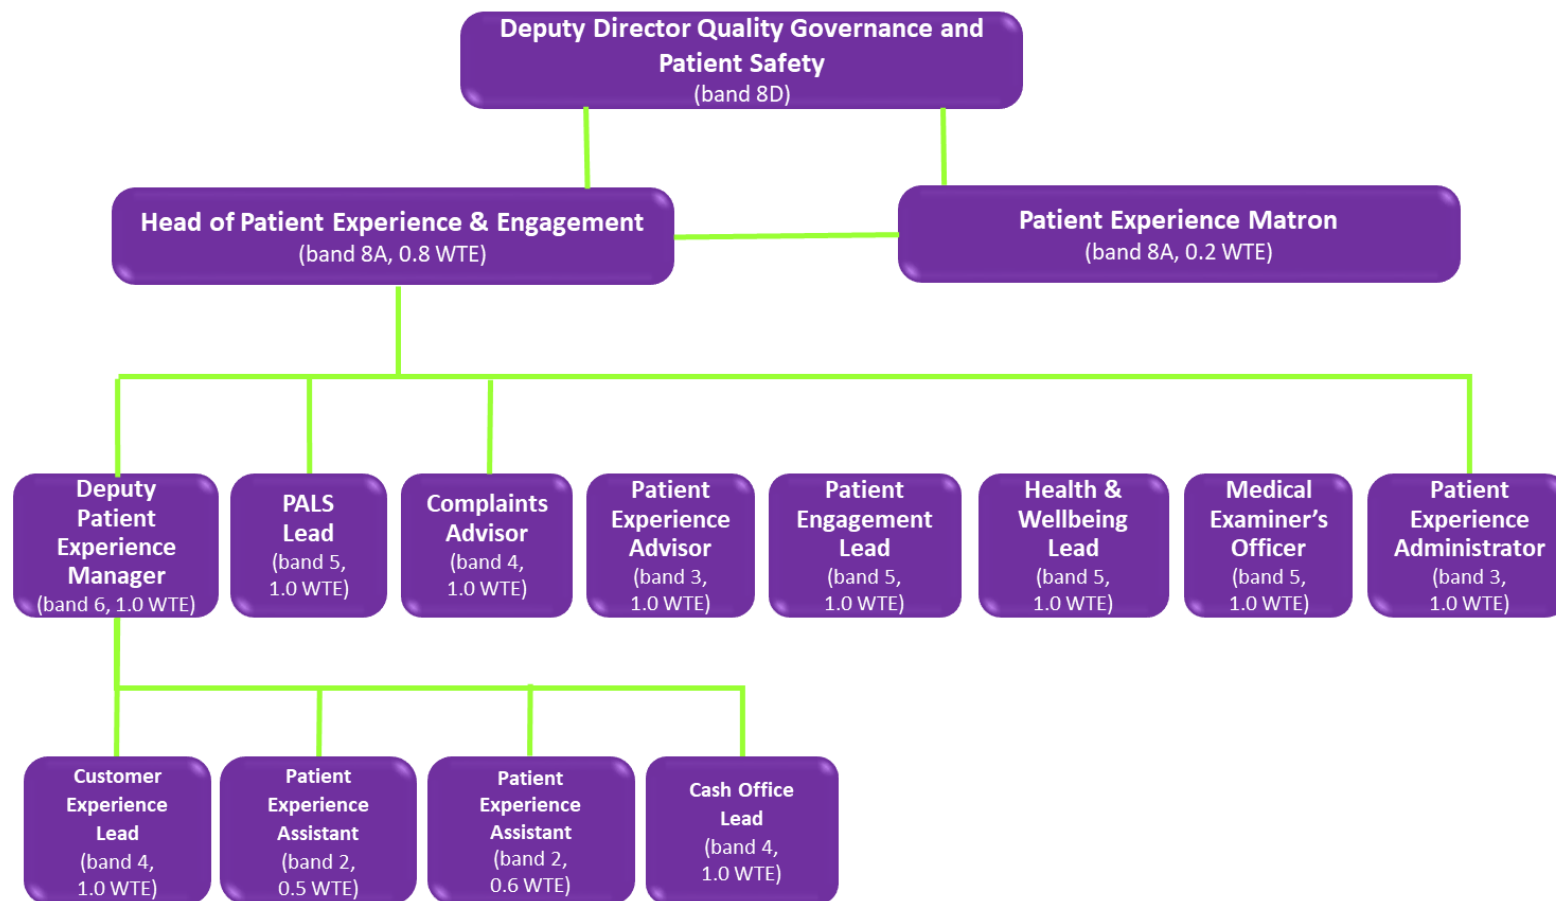 Deputy Director Quality Governance and
Patient Safety
(band 8D)
Head of Patient Experience & Engagement
(band 8A, 0.8 WTE)
Patient Experience Matron
(band 8A, 0.2 WTE)
Deputy
Patient
Experience
Manager
(band 6, 1.0 WTE)
PALS
Lead
(band 5,
1.0 WTE)
Complaints
Advisor
(band 4,
1.0 WTE)
Patient
Experience
Advisor
(band 3,
1.0 WTE)
Patient
Engagement
Lead
(band 5,
1.0 WTE)
Health &
Wellbeing
Lead
(band 5,
1.0 WTE)
Medical
Examiner’s
Officer
(band 5,
1.0 WTE)
Patient
Experience
Administrator
(band 3,
1.0 WTE)
Customer
Experience
Lead
(band 4,
1.0 WTE)
Patient
Experience
Assistant
(band 2,
0.5 WTE)
Patient
Experience
Assistant
(band 2,
0.6 WTE)
Cash Office
Lead
(band 4,
1.0 WTE)